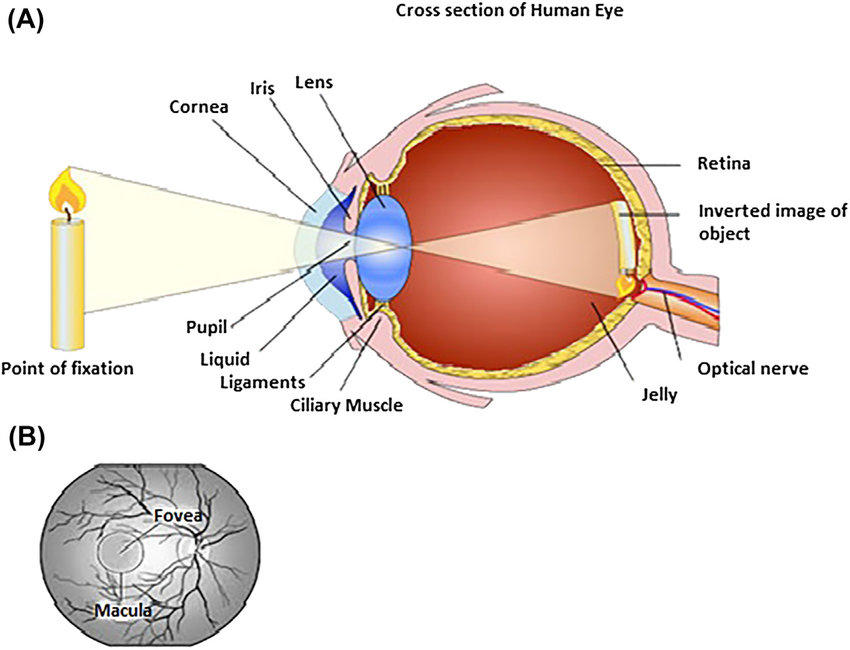 (A)
Cross section of Human Eye
Lens
Iris
Cornea
Retina
Inverted image of
object
Pupil
Liquid
Ligaments
Ciliary Muscle
Point of fixation
Optical nerve
Jelly
(B)
Fovea
Macula